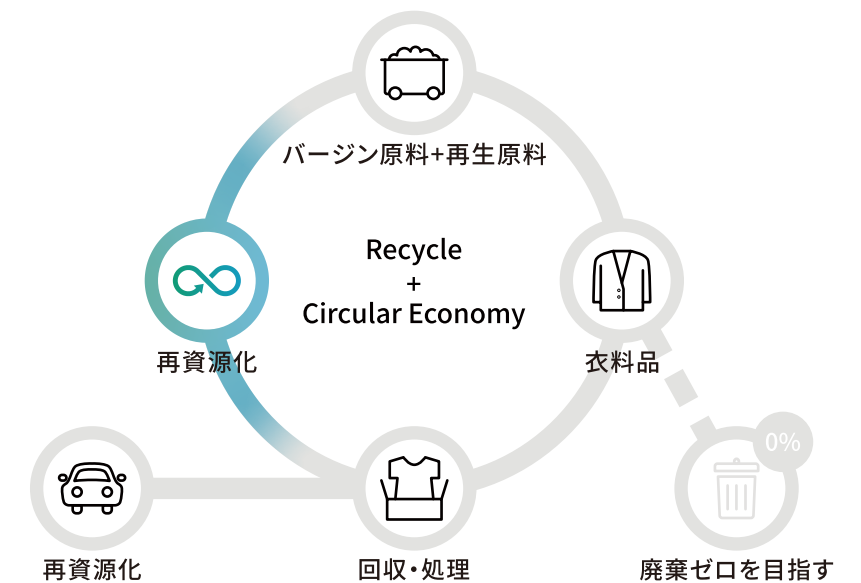 バージン原料+再生原料
Recycle
+
Circular Economy
再資源化
衣料品
0%
再資源化
回収・処理
廃棄ゼロを目指す